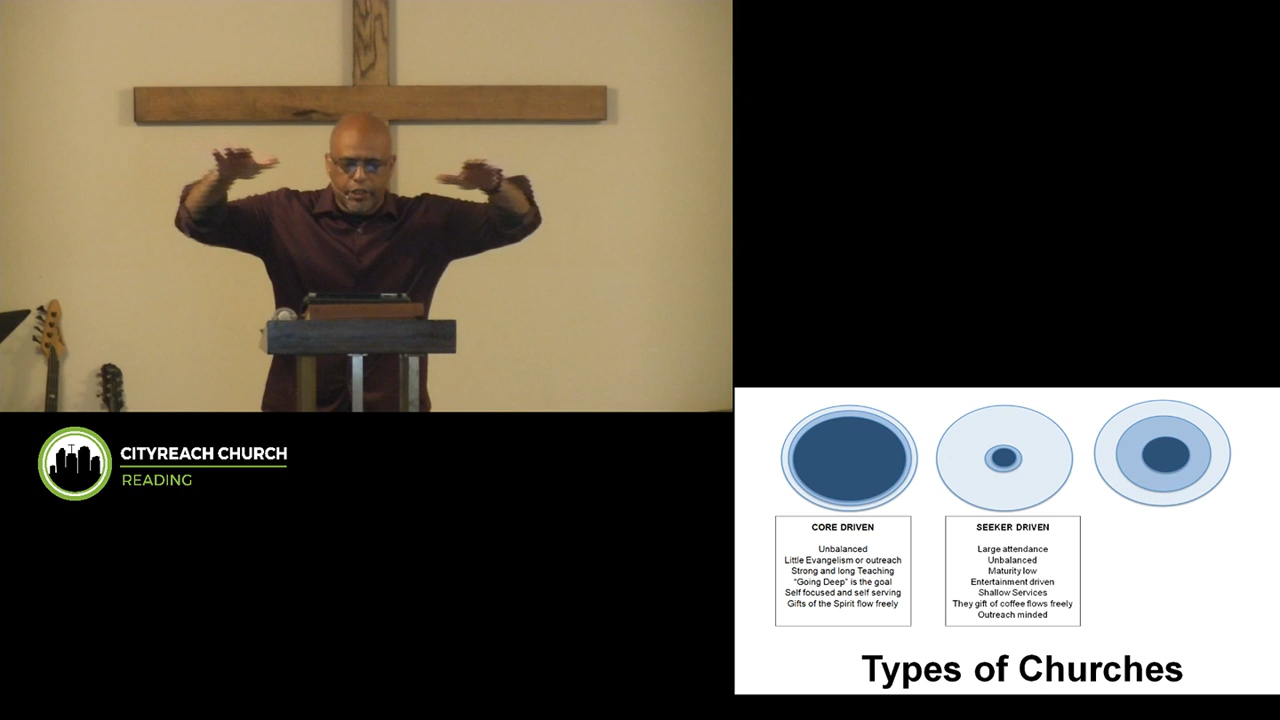 CITYREACH CHURCH
READING
CORE DRIVEN
Unbalanced
Little Evangelism or outreach
Strong and long Teaching
"Going Deep" is the goal
Self focused and self serving
Gifts of the Spirit flow freely
SEEKER DRIVEN
Large attendance
Unbalanced
Maturity low
Entertainment driven
Shallow Services
They gift of coffee flows freely
Outreach minded
Types of Churches